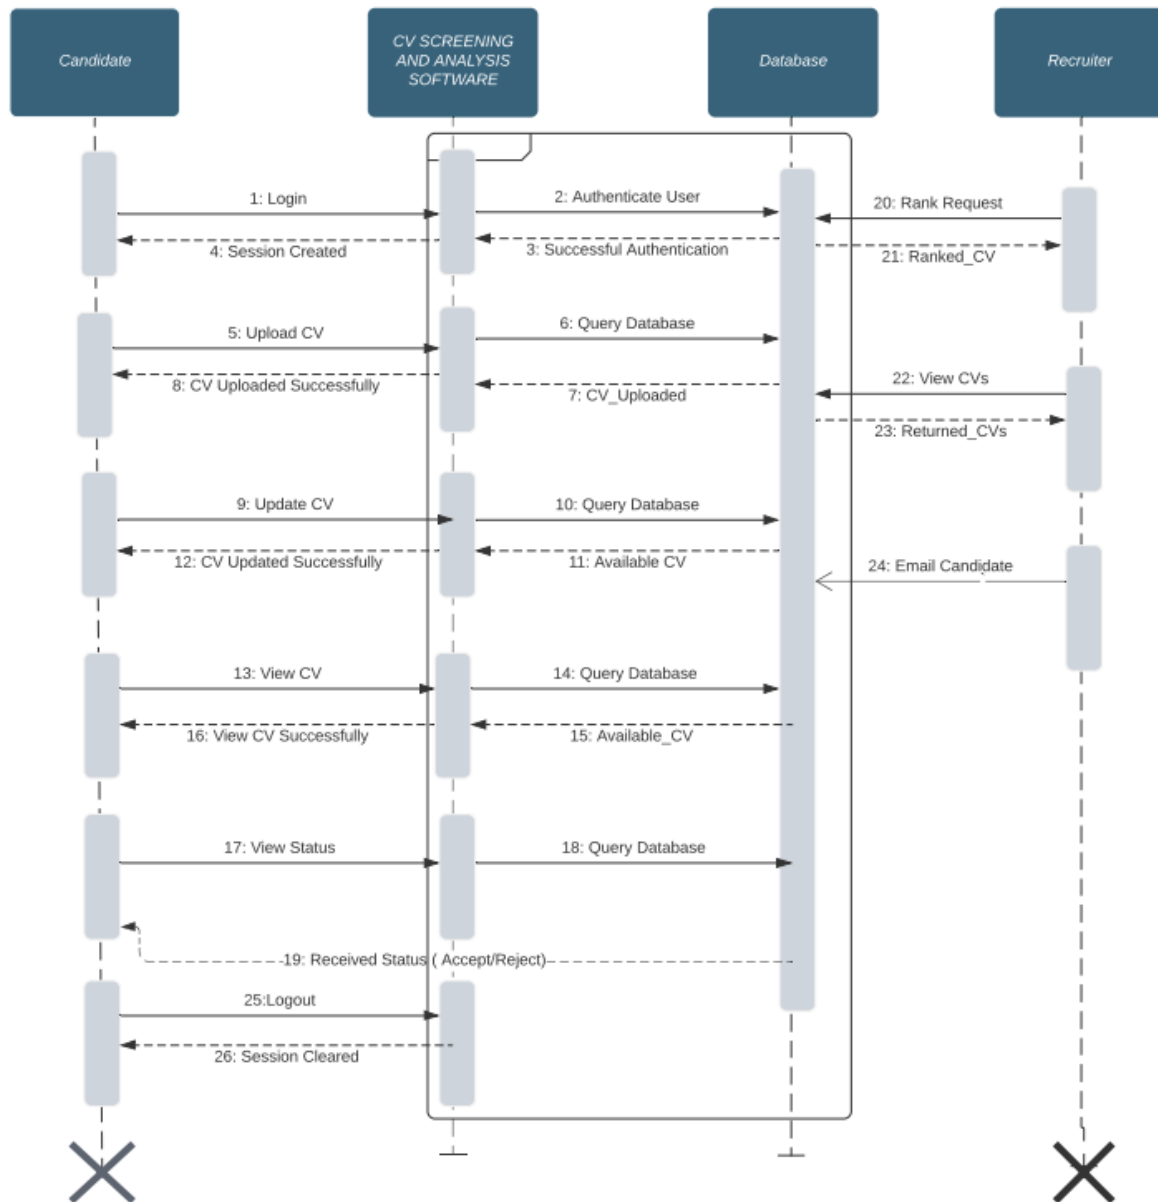 Candidate
CV SCREENING
AND ANALYSIS
SOFTWARE
Database
Recruiter
1: Login
2: Authenticate User
20: Rank Request
4: Session Created
3: Successful Authentication
21: Ranked_CV
5: Upload CV
6: Query Database
8: CV Uploaded Successfully
7: CV_Uploaded
22: View CVs
23: Returned_CVs
9: Update CV
10: Query Database
12: CV Updated Successfully
11: Available CV
24: Email Candidate
13: View CV
14: Query Database
16: View CV Successfully
15: Available_CV
17: View Status
18: Query Database
19: Received Status ( Accept/Reject)
25:Logout
26: Session Cleared